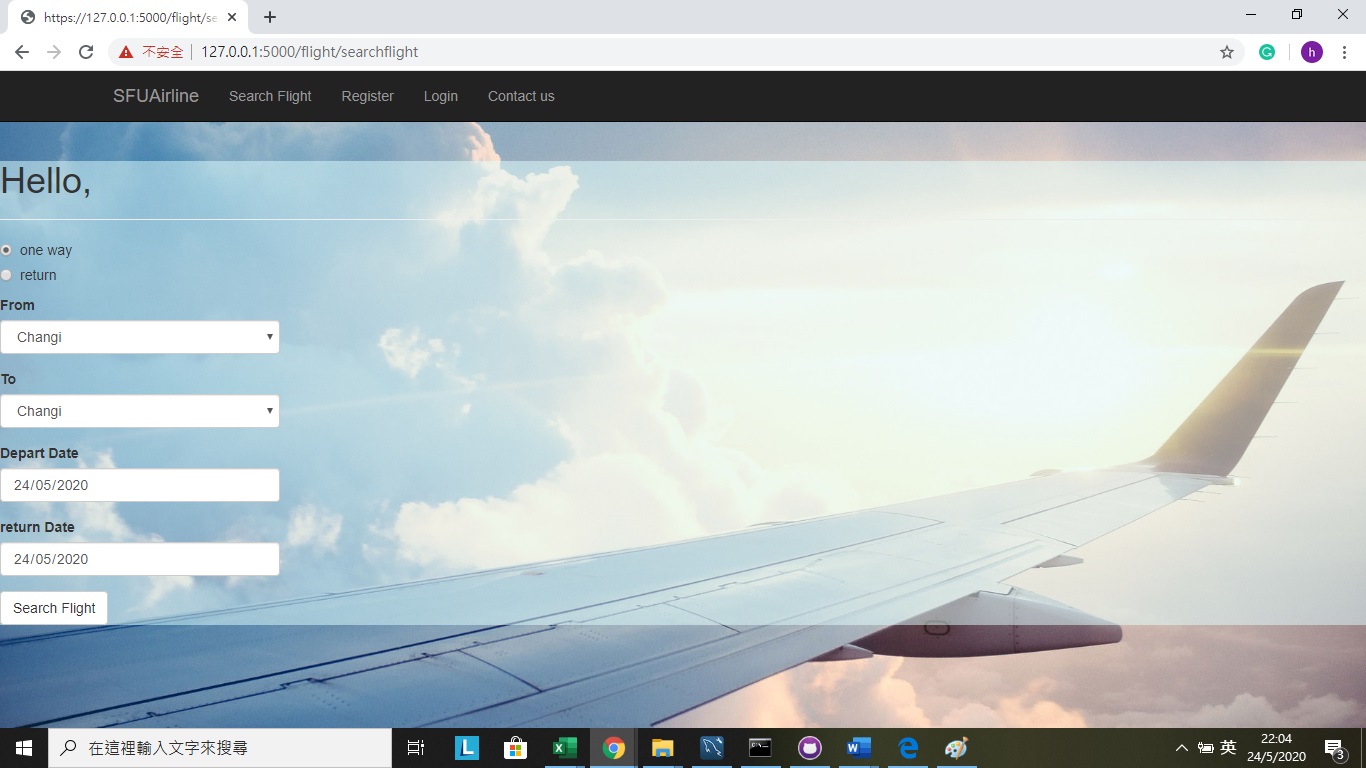 https://127.0.0.1:5000/flight/se
不安全 127.0.0.1:5000/flight/searchflight
h
SFUAirline Search Flight Register Login Contact us
Hello,
one way
return
From
Changi
To
Changi
Depart Date
24/05/2020
return Date
24/05/2020
Search Flight
在這裡輸入文字來搜尋
英
22:04
24/5/2020
3